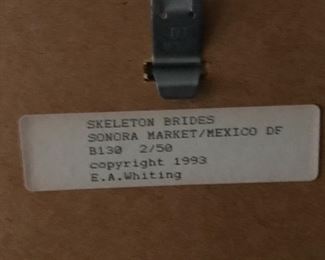 SKELETON BRIDES
SONORA MARKET/MEXICO DF
B130 2/50
copyright 1993
E.A.Whiting